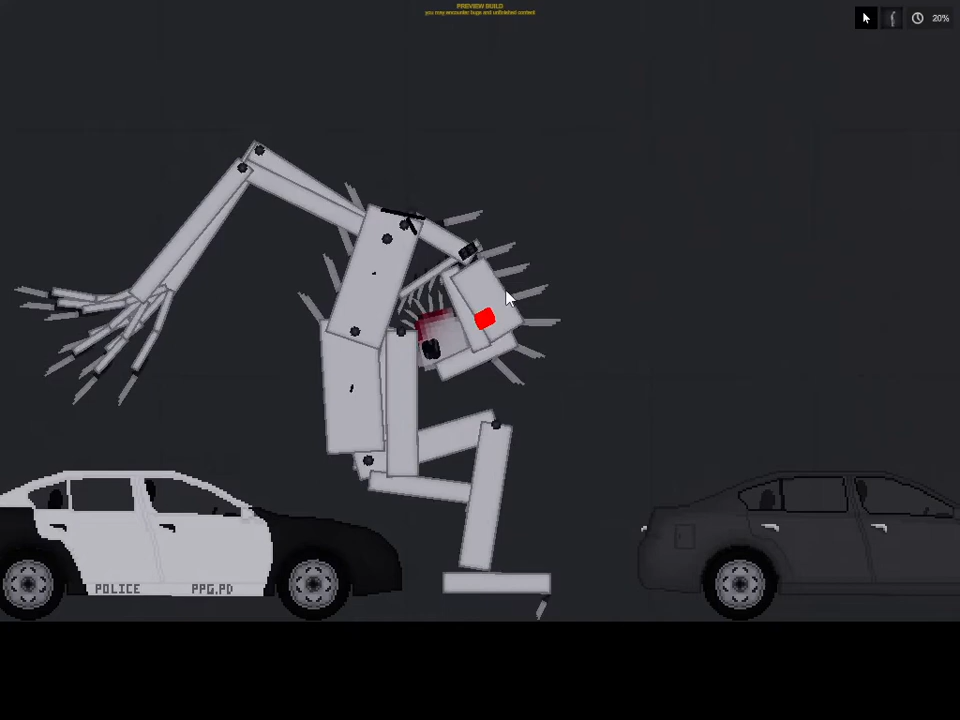 PREVIEW BUILD
you may encounter bugs and unfinished content
20%
POLICE PPG.PD